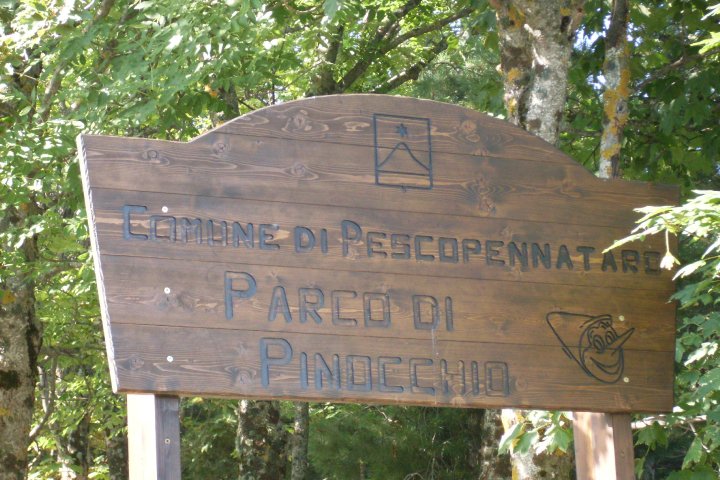 COMUNE DI PESCOPENNATARO
PARCO DI
PINOCCHIO